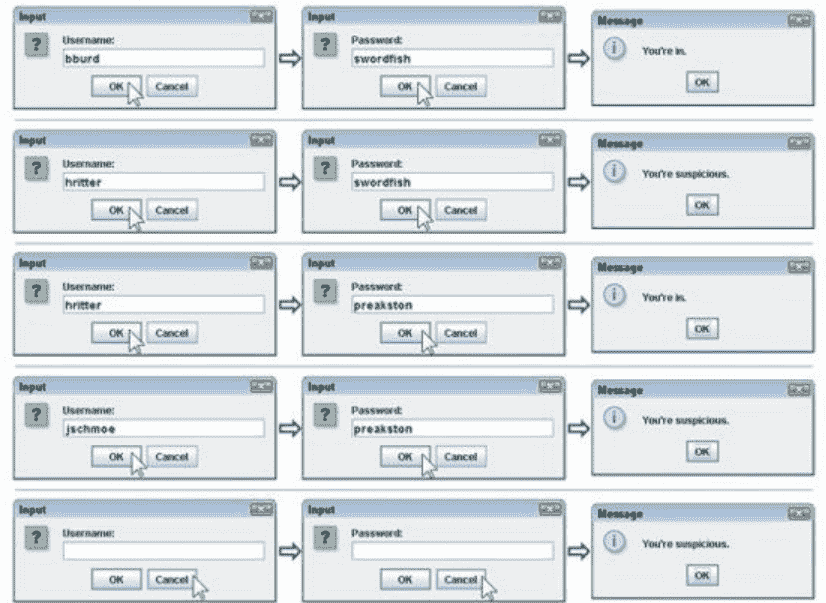 Input
Username:
bburd
OK Cancel
Input
Password:
swordfish
OK Cancel
Message
You're in.
OK
Input
Username:
hritter
OK Cancel
Input
Password:
swordfish
OK Cancel
Message
You're suspicious.
OK
Input
Username:
hritter
OK Cancel
Input
Password:
preakston
OK Cancel
Message
You're in.
OK
Input
Username:
jschmoe
OK Cancel
Input
Password:
preakston
OK Cancel
Message
You're suspicious.
OK
Input
Username:
OK Cancel
Input
Password:
OK Cancel
Message
You're suspicious.
OK